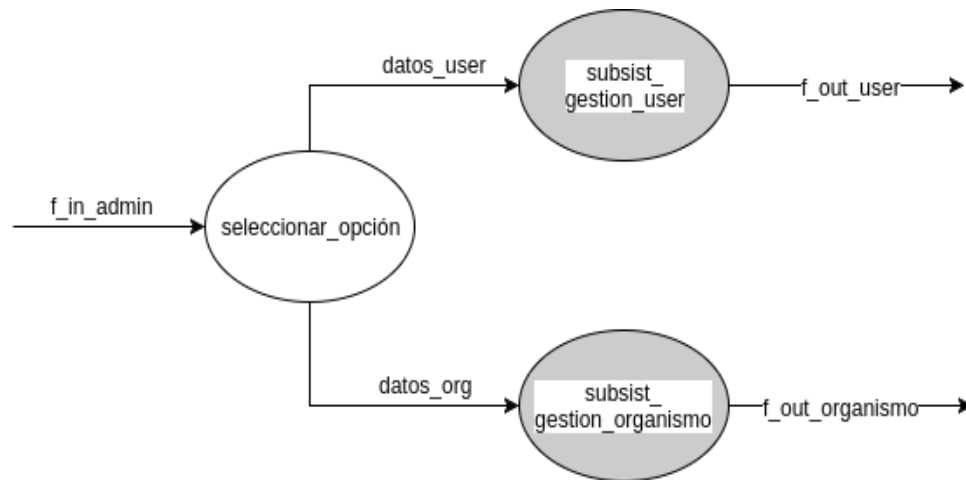 datos_user
subsist_
gestion_user
f_out_user
f_in_admin
seleccionar_opción
datos_org
subsist_
gestion_organismo
f_out_organismo